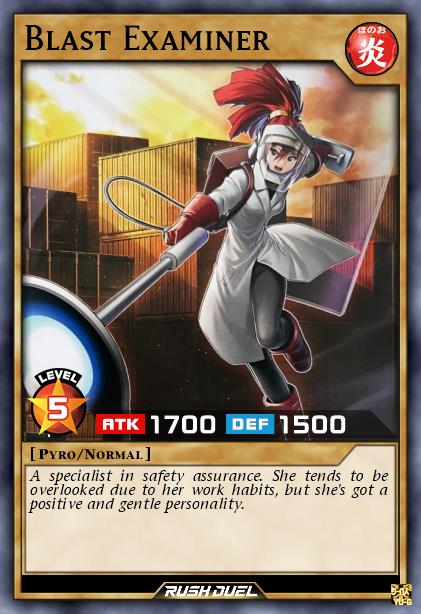 BLAST EXAMINER
ほのお
炎
LEVEL
5
ATK 1700 DEF 1500
[PYRO/NORMAL]
A specialist in safety assurance. She tends to be
overlooked due to her work habits, but she's got a
positive and gentle personality.
RUSH DUEL